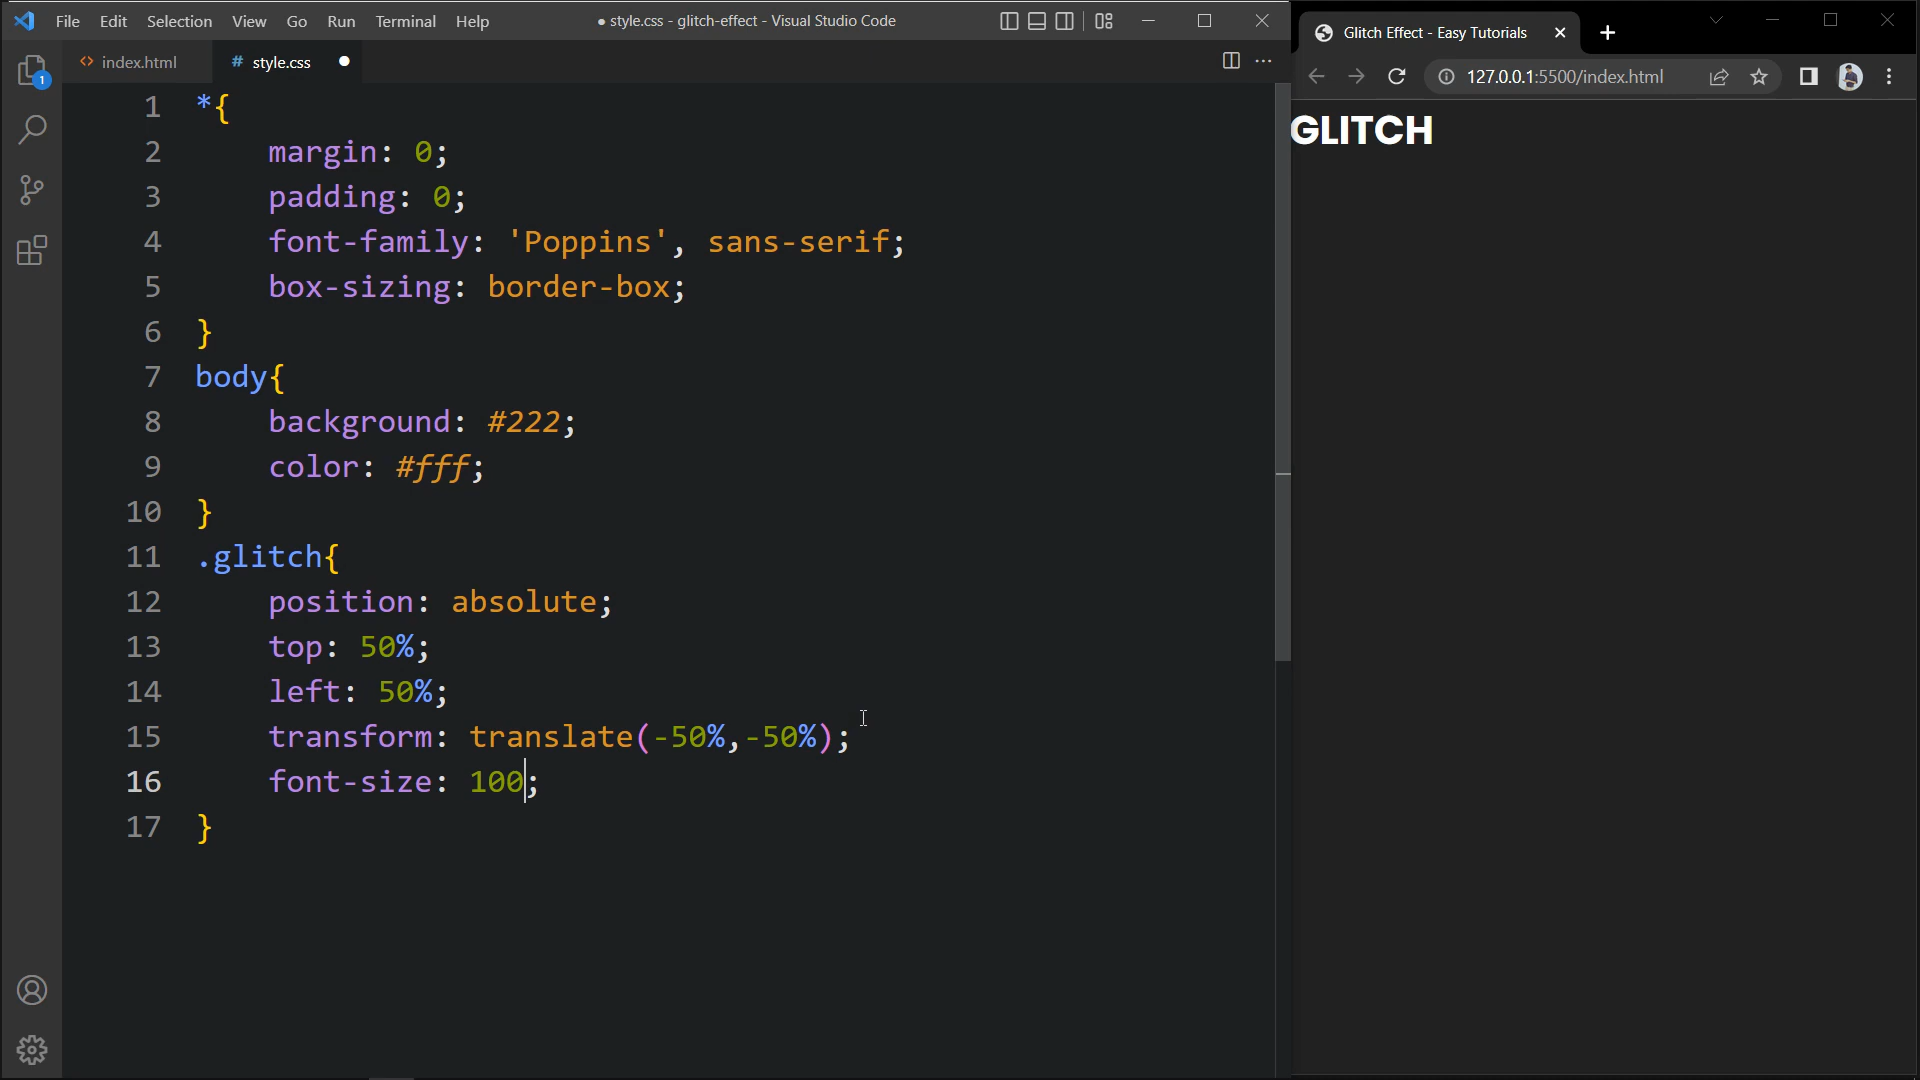 File Edit Selection View Go Run Terminal Help ● style.css - glitch-effect - Visual Studio Code
index.html # style.css ●
1 *{
2 margin: 0;
3 padding: 0;
4 font-family: 'Poppins', sans-serif;
5 box-sizing: border-box;
6 }
7 body{
8 background: #222;
9 color: #fff;
10 }
11 .glitch{
12 position: absolute;
13 top: 50%;
14 left: 50%;
15 transform: translate(-50%,-50%);
16 font-size: 100;
17 }
1
Glitch Effect - Easy Tutorials
127.0.0.1:5500/index.html
GLITCH